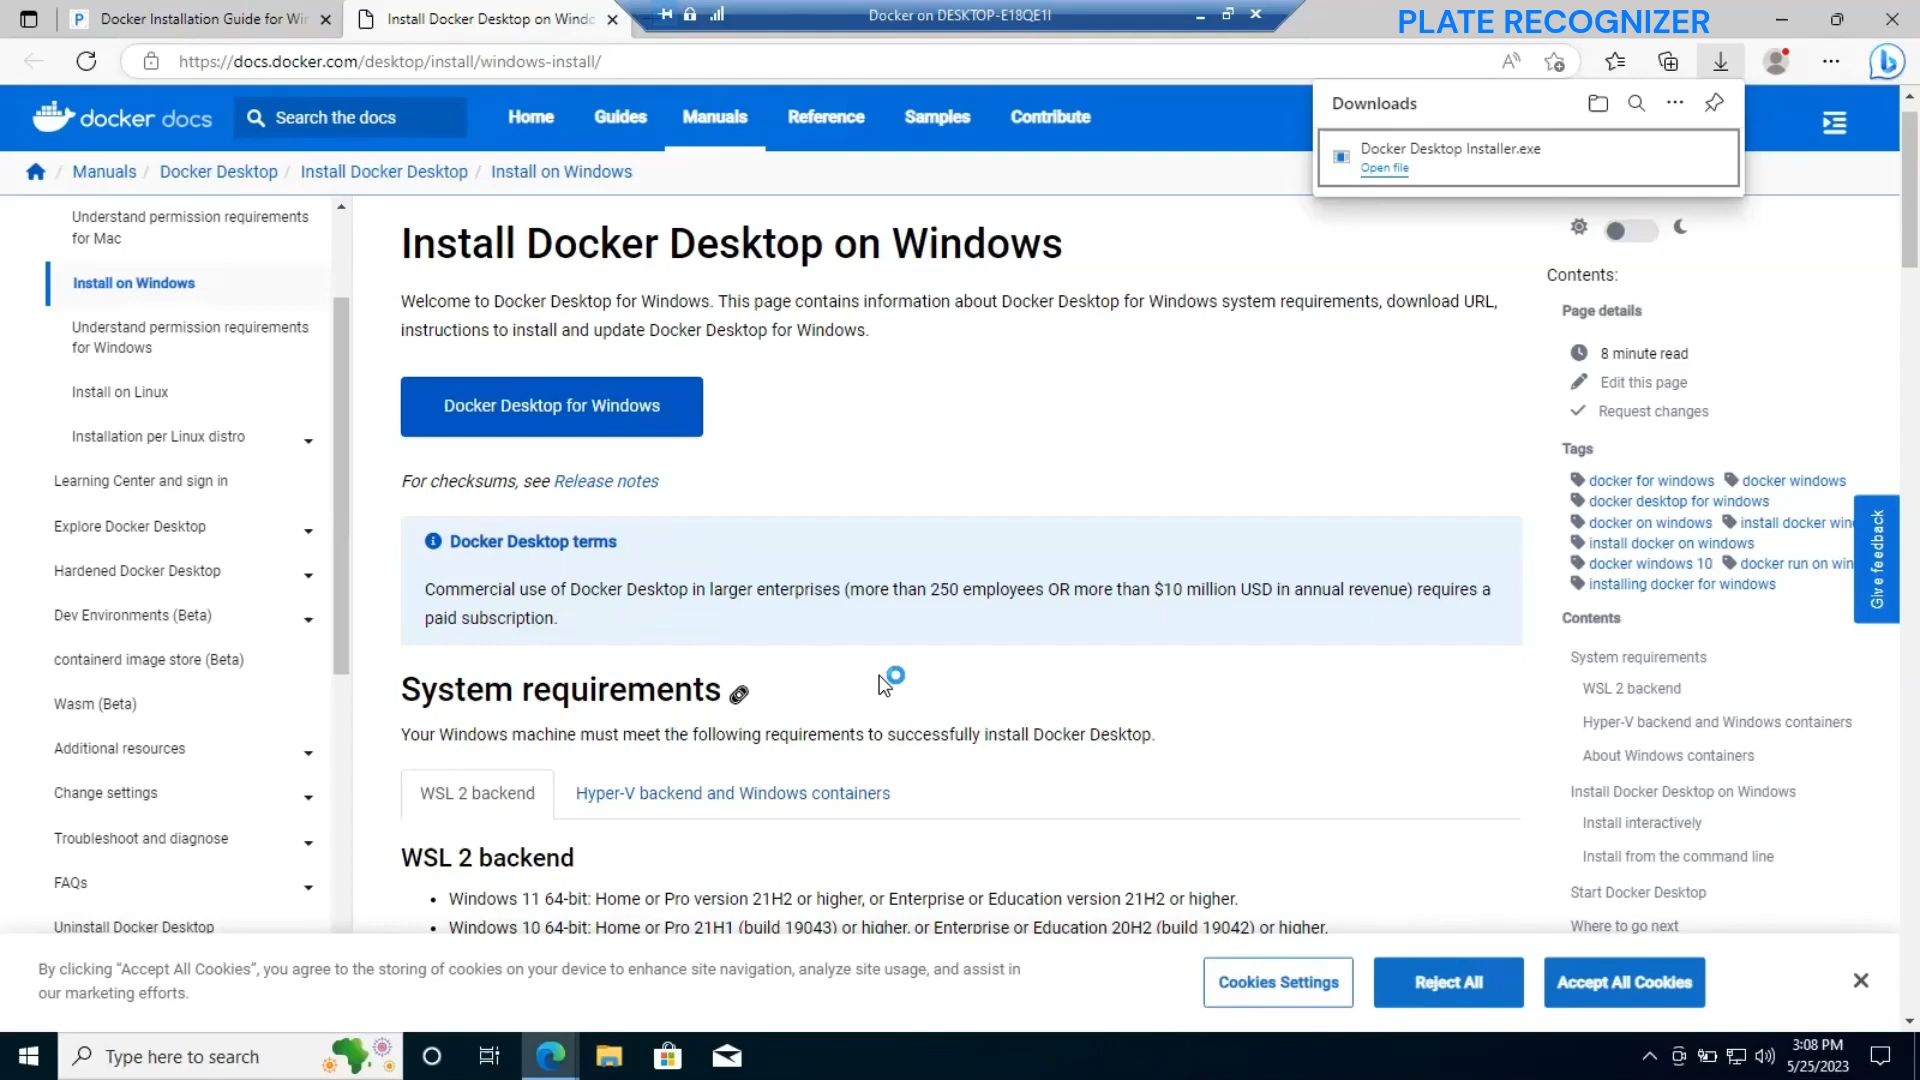 Docker Installation Guide for Wir
Install Docker Desktop on Windo
Docker on DESKTOP-E18QE1I
PLATE RECOGNIZER
https://docs.docker.com/desktop/install/windows-install/
docker docs
Search the docs
Home
Guides
Manuals
Reference
Samples
Contribute
Downloads
Docker Desktop Installer.exe
Open file
/ Manuals / Docker Desktop / Install Docker Desktop / Install on Windows
Understand permission requirements
for Mac
Install on Windows
Understand permission requirements
for Windows
Install on Linux
Installation per Linux distro
Learning Center and sign in
Explore Docker Desktop
Hardened Docker Desktop
Dev Environments (Beta)
containerd image store (Beta)
Wasm (Beta)
Additional resources
Change settings
Troubleshoot and diagnose
FAQs
Uninstall Docker Desktop
Install Docker Desktop on Windows
Welcome to Docker Desktop for Windows. This page contains information about Docker Desktop for Windows system requirements, download URL,
instructions to install and update Docker Desktop for Windows.
Docker Desktop for Windows
For checksums, see Release notes
Docker Desktop terms
Commercial use of Docker Desktop in larger enterprises (more than 250 employees OR more than $10 million USD in annual revenue) requires a
paid subscription.
System requirements
Your Windows machine must meet the following requirements to successfully install Docker Desktop.
WSL 2 backend
Hyper-V backend and Windows containers
WSL 2 backend
• Windows 11 64-bit: Home or Pro version 21H2 or higher, or Enterprise or Education version 21H2 or higher.
• Windows 10 64-bit: Home or Pro 21H1 (build 19043) or higher, or Enterprise or Education 20H2 (build 19042) or higher.
Contents:
Page details
8 minute read
Edit this page
Request changes
Tags
docker for windows docker windows
docker desktop for windows
docker on windows install docker win
install docker on windows
docker windows 10 docker run on win
installing docker for windows
Give feedback
Contents
System requirements
WSL 2 backend
Hyper-V backend and Windows containers
About Windows containers
Install Docker Desktop on Windows
Install interactively
Install from the command line
Start Docker Desktop
Where to go next
By clicking “Accept All Cookies”, you agree to the storing of cookies on your device to enhance site navigation, analyze site usage, and assist in
our marketing efforts.
Cookies Settings
Reject All
Accept All Cookies
Type here to search
3:08 PM
5/25/2023